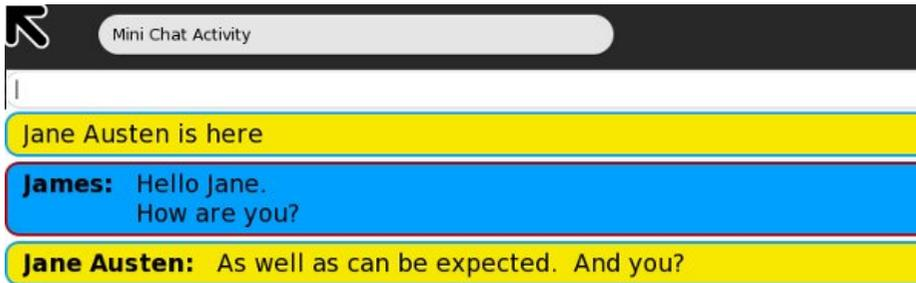 Mini Chat Activity
Jane Austen is here
James: Hello Jane.
How are you?
Jane Austen: As well as can be expected. And you?